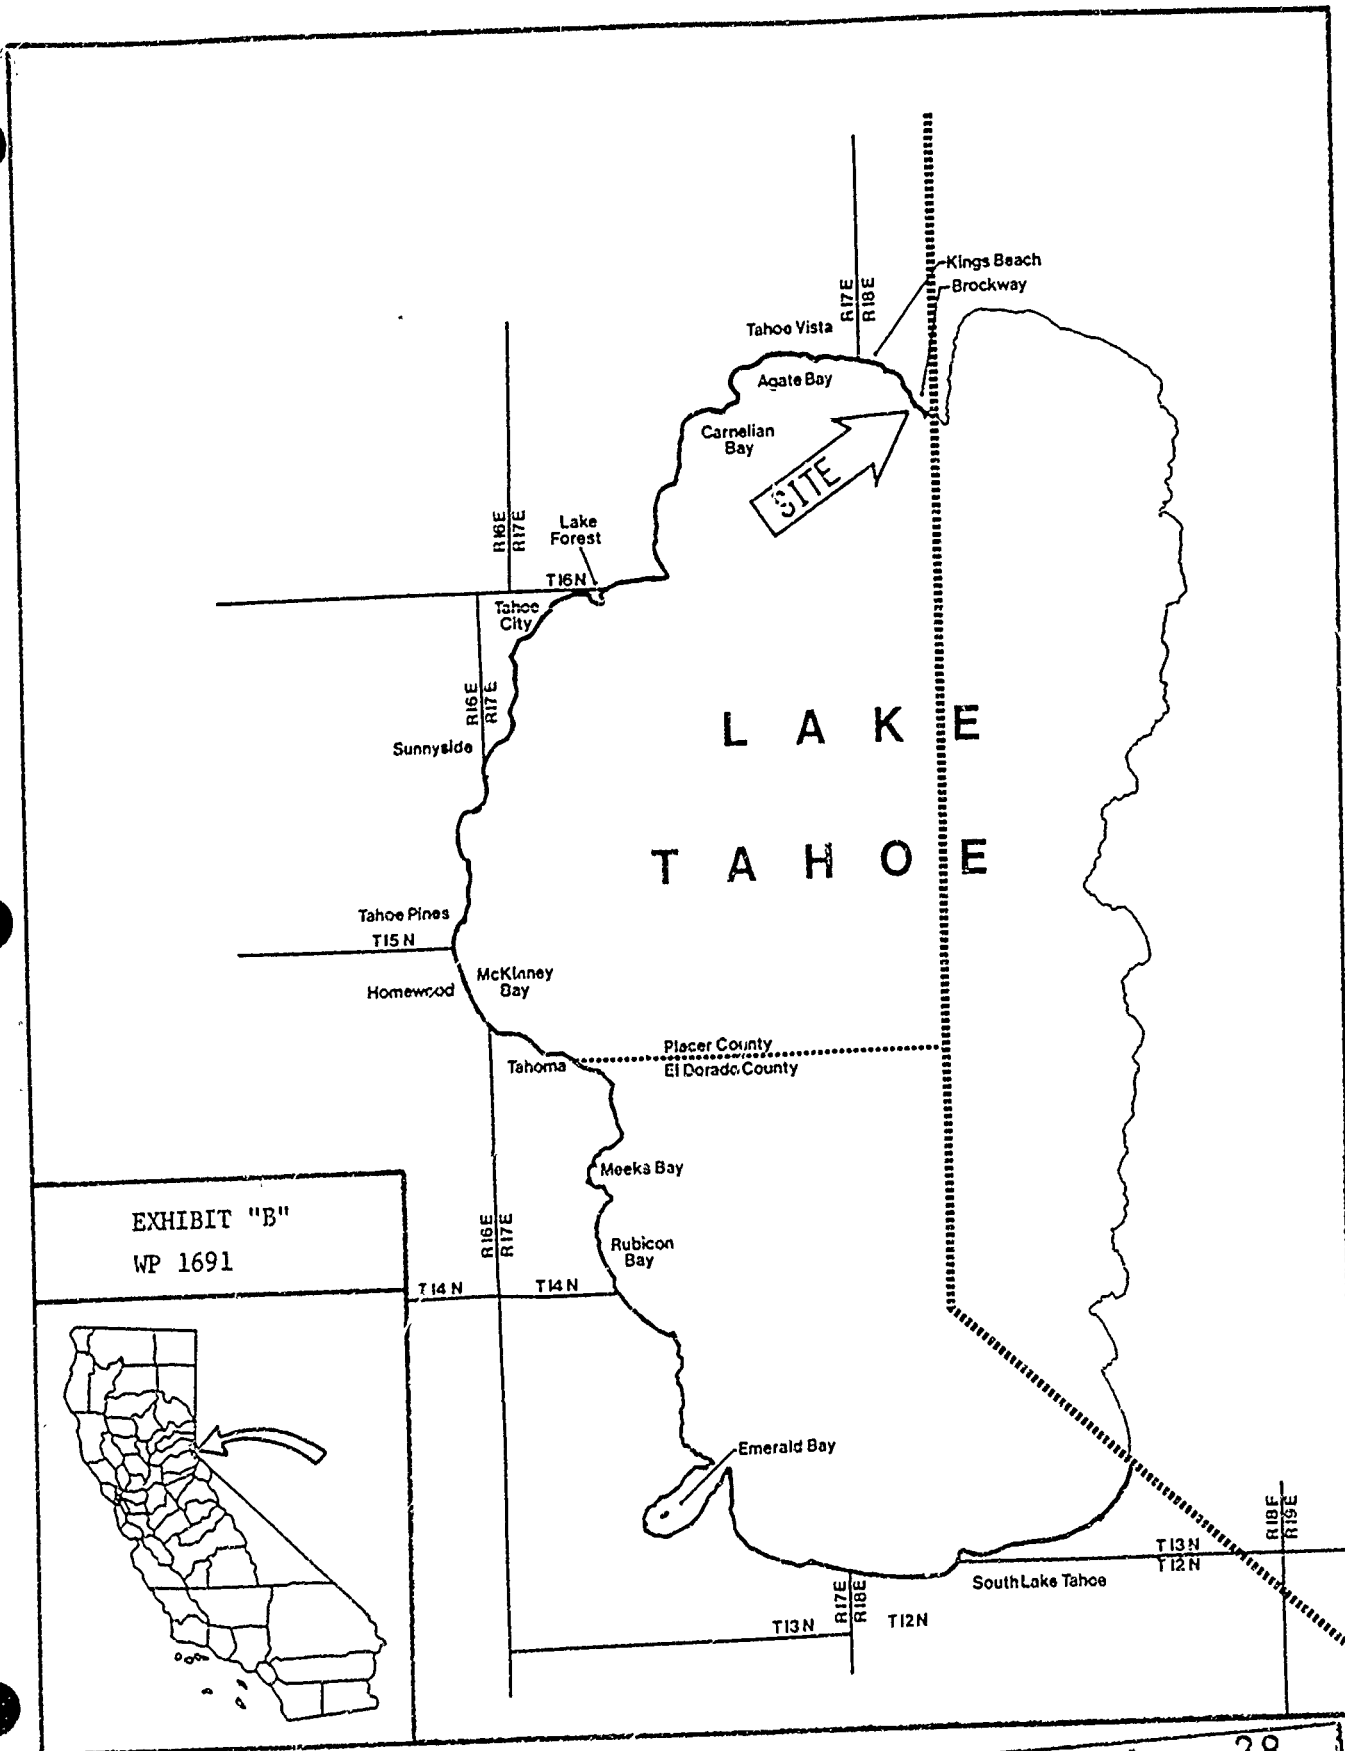 Kings Beach
Brockway
R17E
R18E
Tahoe Vista
Agate Bay
Carnelian
Bay
SITE
R16E
R17E
Lake
Forest
T16N
Tahoe
City
R16E
R17E
Sunnyside
LAKE
TAHOE
Tahoe Pines
T15N
Homewood
McKinney
Bay
Placer County
El Dorado County
Tahoma
Meeks Bay
R16E
R17E
Rubicon
Bay
T14N
T14N
EXHIBIT "B"
WP 1691
Emerald Bay
R18E
R19E
T13N
T12N
South Lake Tahoe
R17E
R18E
T13N
T12N
28